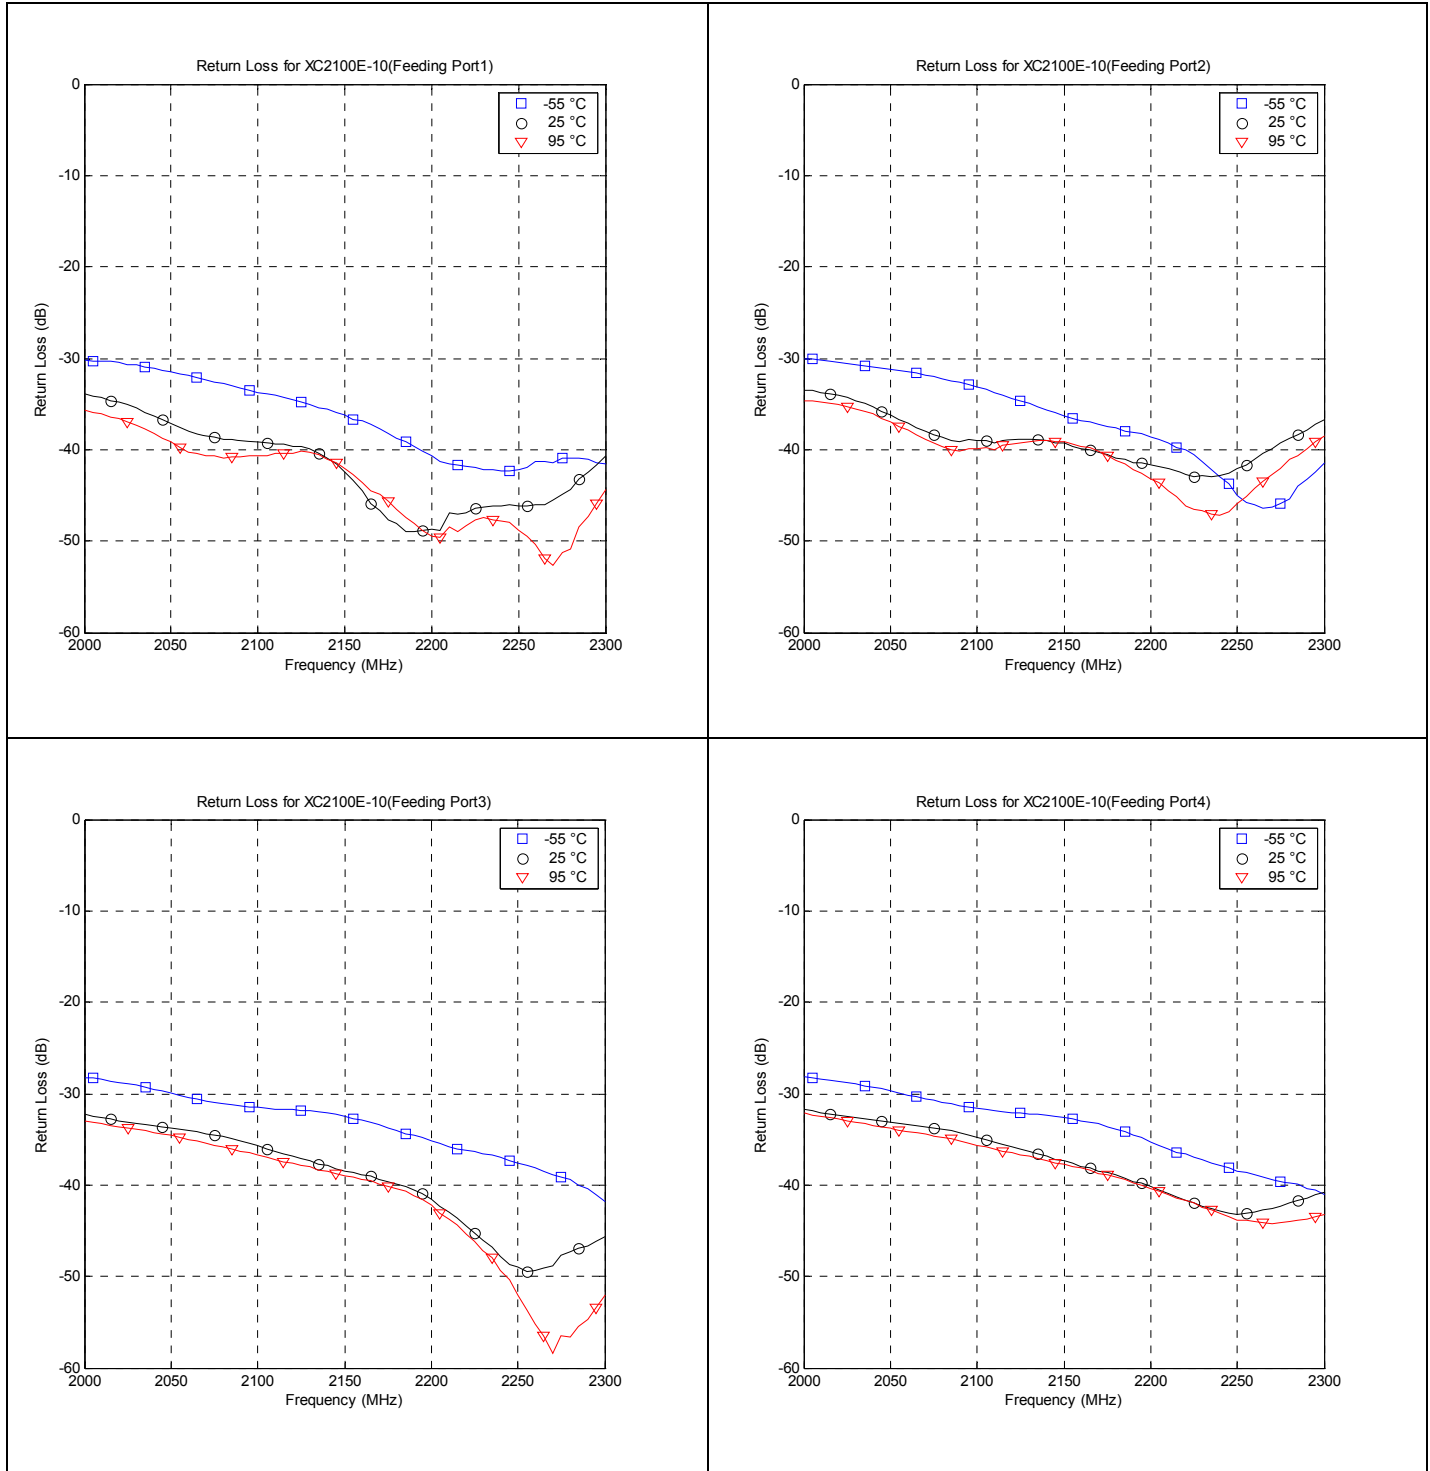 Return Loss for XC2100E-10(Feeding Port1)
0
-10
-20
-30
-40
-50
-60
Return Loss (dB)
-55 °C
25 °C
95 °C
2000 2050 2100 2150 2200 2250 2300
Frequency (MHz)
Return Loss for XC2100E-10(Feeding Port2)
0
-10
-20
-30
-40
-50
-60
Return Loss (dB)
-55 °C
25 °C
95 °C
2000 2050 2100 2150 2200 2250 2300
Frequency (MHz)
Return Loss for XC2100E-10(Feeding Port3)
0
-10
-20
-30
-40
-50
-60
Return Loss (dB)
-55 °C
25 °C
95 °C
2000 2050 2100 2150 2200 2250 2300
Frequency (MHz)
Return Loss for XC2100E-10(Feeding Port4)
0
-10
-20
-30
-40
-50
-60
Return Loss (dB)
-55 °C
25 °C
95 °C
2000 2050 2100 2150 2200 2250 2300
Frequency (MHz)